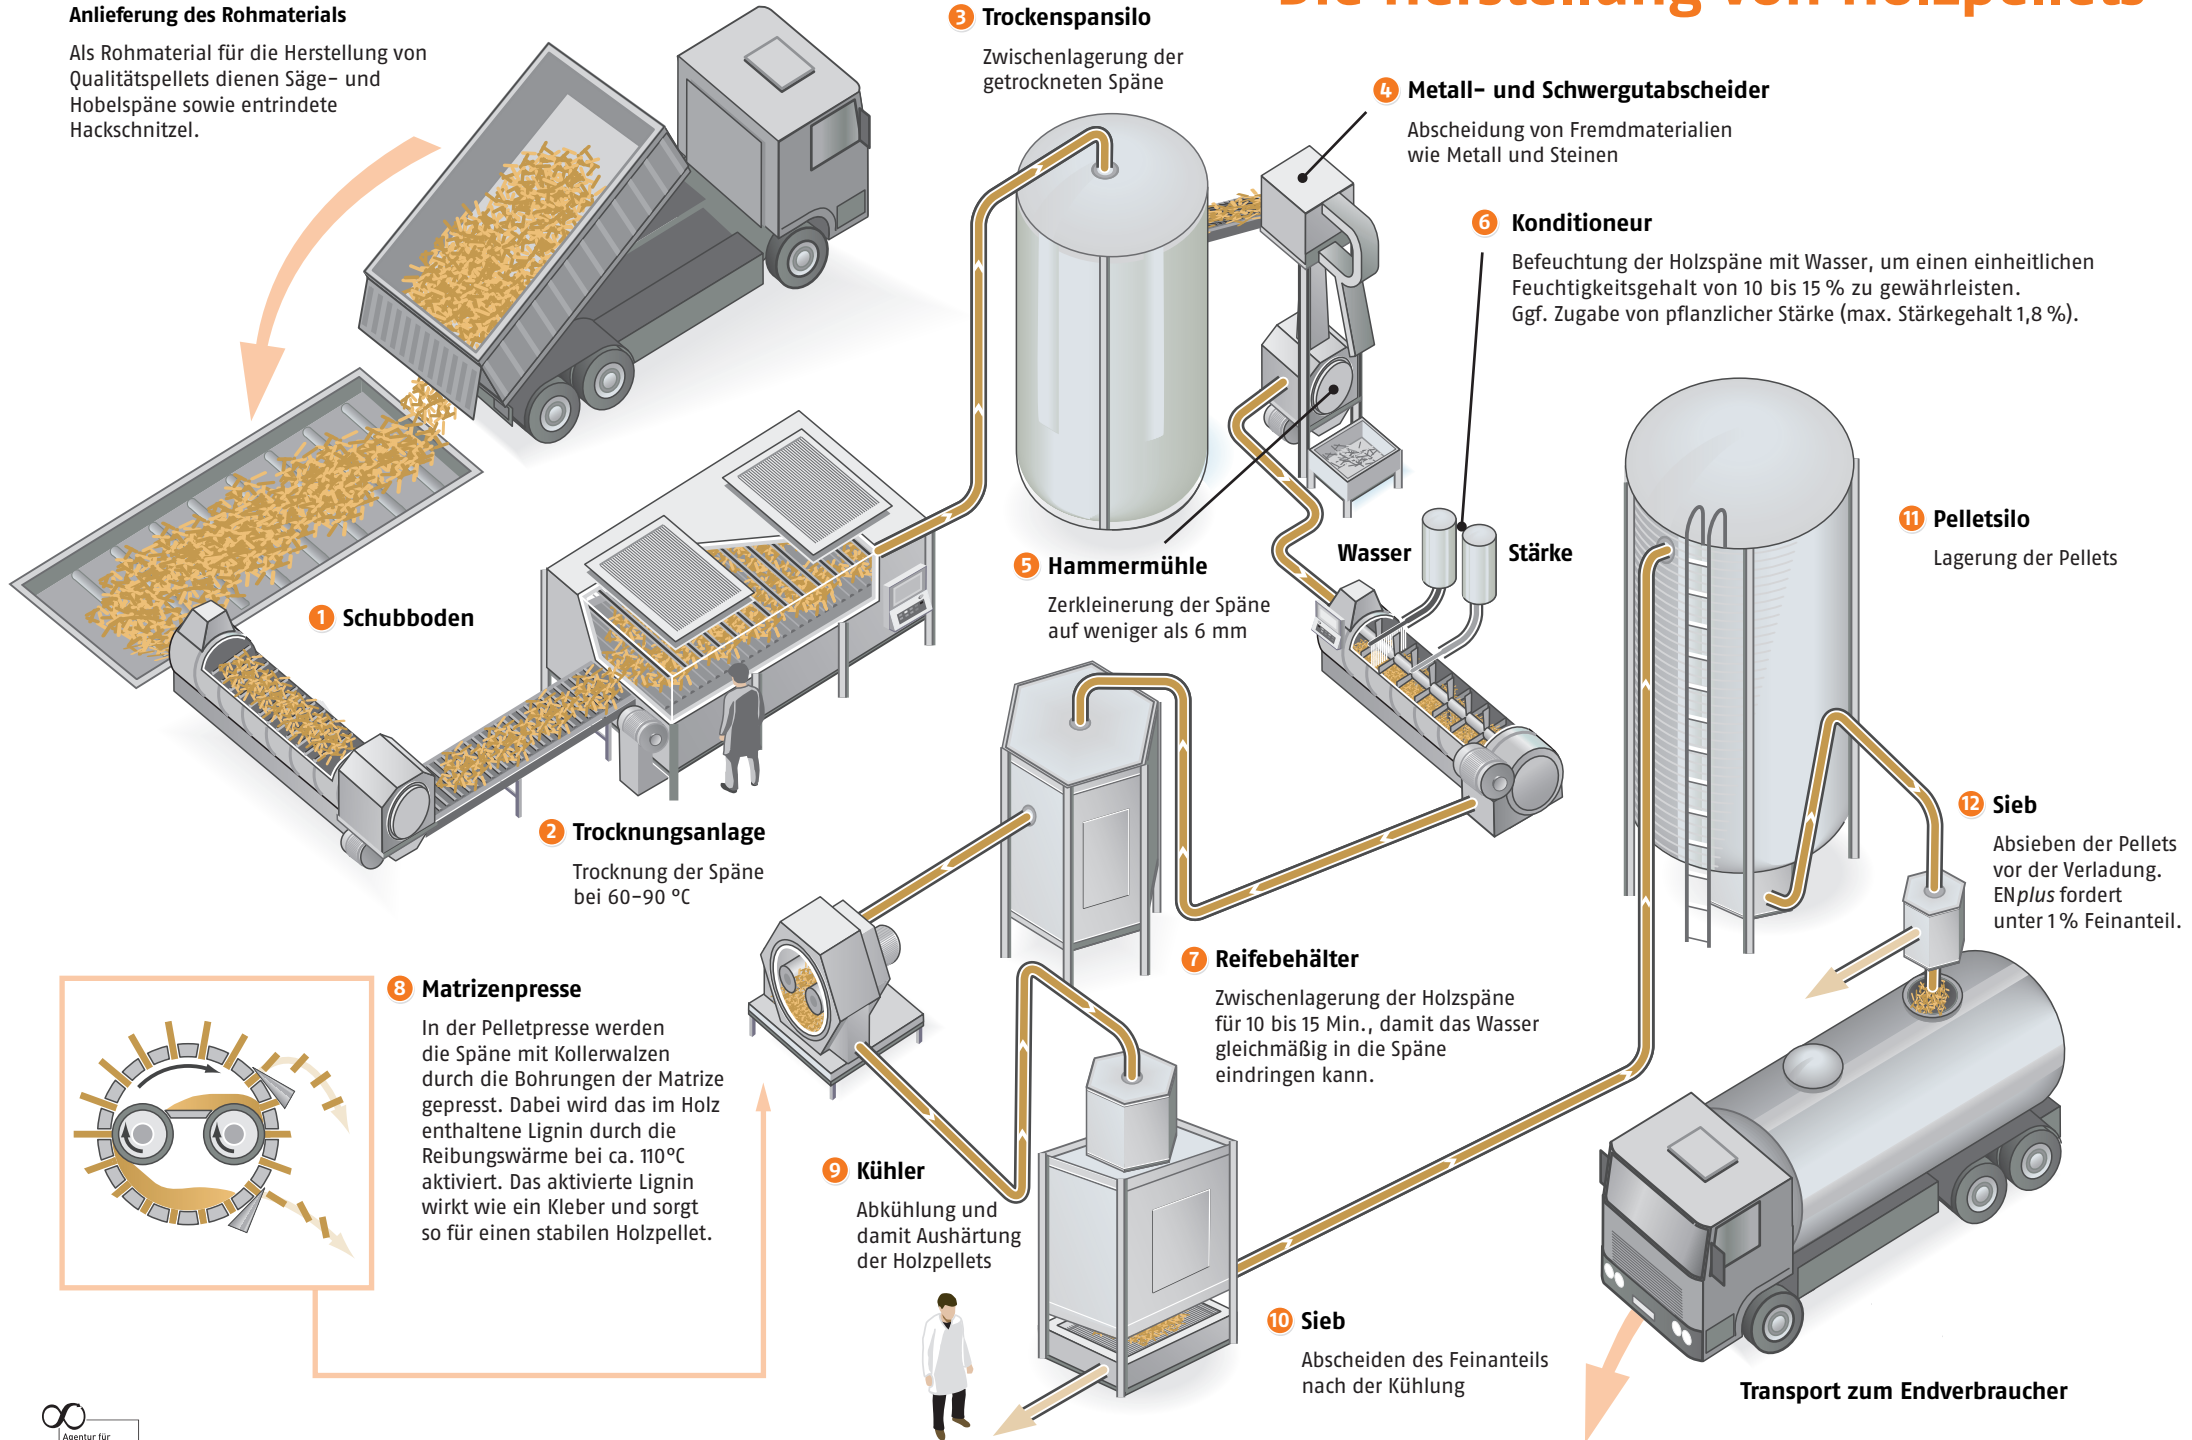 Die Herstellung von Holzpellets
Anlieferung des Rohmaterials
Als Rohmaterial für die Herstellung von
Qualitätspellets dienen Säge- und
Hobelspäne sowie entrindete
Hackschnitzel.
1 Schubboden
2 Trocknungsanlage
Trocknung der Späne
bei 60–90 °C
3 Trockenspansilo
Zwischenlagerung der
getrockneten Späne
4 Metall- und Schwergutabscheider
Abscheidung von Fremdmaterialien
wie Metall und Steinen
5 Hammermühle
Zerkleinerung der Späne
auf weniger als 6 mm
6 Konditioneur
Befeuchtung der Holzspäne mit Wasser, um einen einheitlichen
Feuchtigkeitsgehalt von 10 bis 15 % zu gewährleisten.
Ggf. Zugabe von pflanzlicher Stärke (max. Stärkegehalt 1,8 %).
Wasser
Stärke
7 Reifebehälter
Zwischenlagerung der Holzspäne
für 10 bis 15 Min., damit das Wasser
gleichmäßig in die Späne
eindringen kann.
8 Matrizenpresse
In der Pelletpresse werden
die Späne mit Kollerwalzen
durch die Bohrungen der Matrize
gepresst. Dabei wird das im Holz
enthaltene Lignin durch die
Reibungswärme bei ca. 110°C
aktiviert. Das aktivierte Lignin
wirkt wie ein Kleber und sorgt
so für einen stabilen Holzpellet.
9 Kühler
Abkühlung und
damit Aushärtung
der Holzpellets
10 Sieb
Abscheiden des Feinanteils
nach der Kühlung
11 Pelletsilo
Lagerung der Pellets
12 Sieb
Absieben der Pellets
vor der Verladung.
ENplus fordert
unter 1 % Feinanteil.
Transport zum Endverbraucher
Agentur für